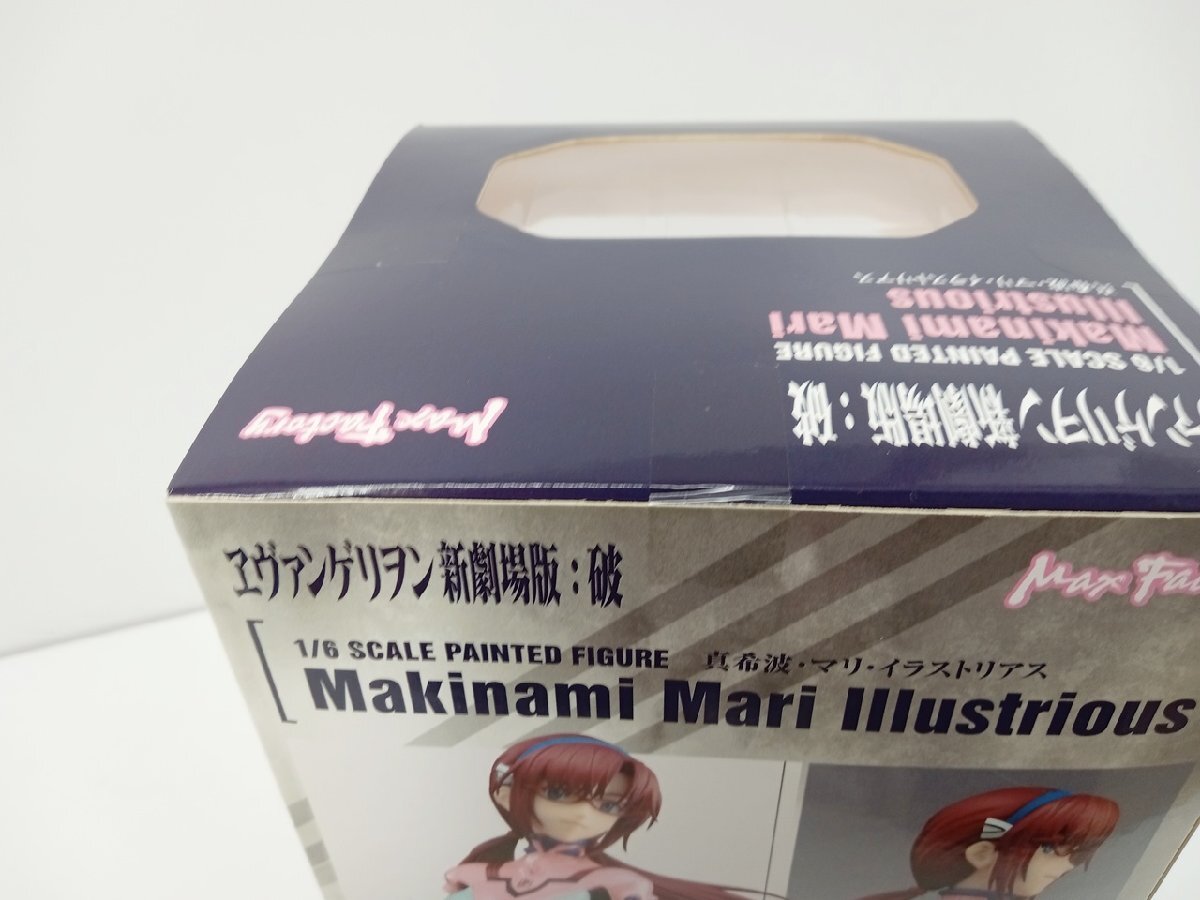 真希波・マリ・イラストリアス
Makinami Mari
Illustrious
1/6 SCALE PAINTED FIGURE
ァンゲリヲン新劇場版：破
Max Factory
ヱヴァンゲリヲン新劇場版：破
Max Fac
1/6 SCALE PAINTED FIGURE 真希波・マリ・イラストリアス
Makinami Mari Illustrious